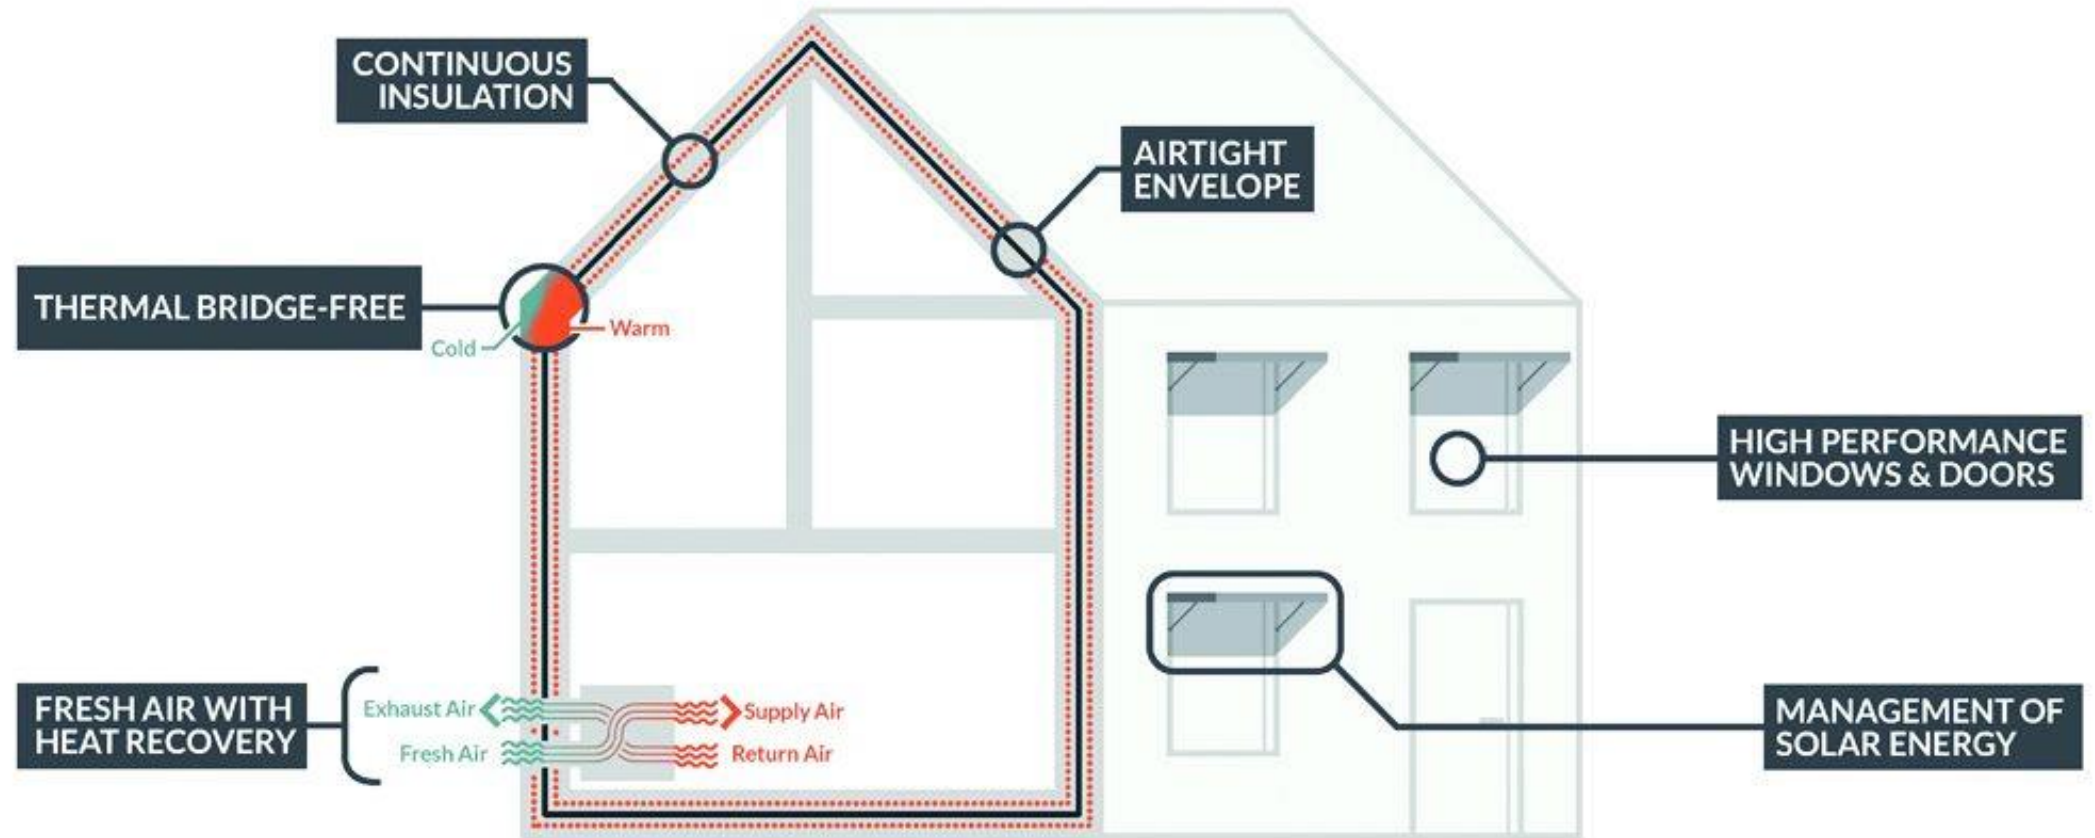 CONTINUOUS
INSULATION
AIRTIGHT
ENVELOPE
THERMAL BRIDGE-FREE
Cold
Warm
HIGH PERFORMANCE
WINDOWS & DOORS
FRESH AIR WITH
HEAT RECOVERY
Exhaust Air
Supply Air
Fresh Air
Return Air
MANAGEMENT OF
SOLAR ENERGY